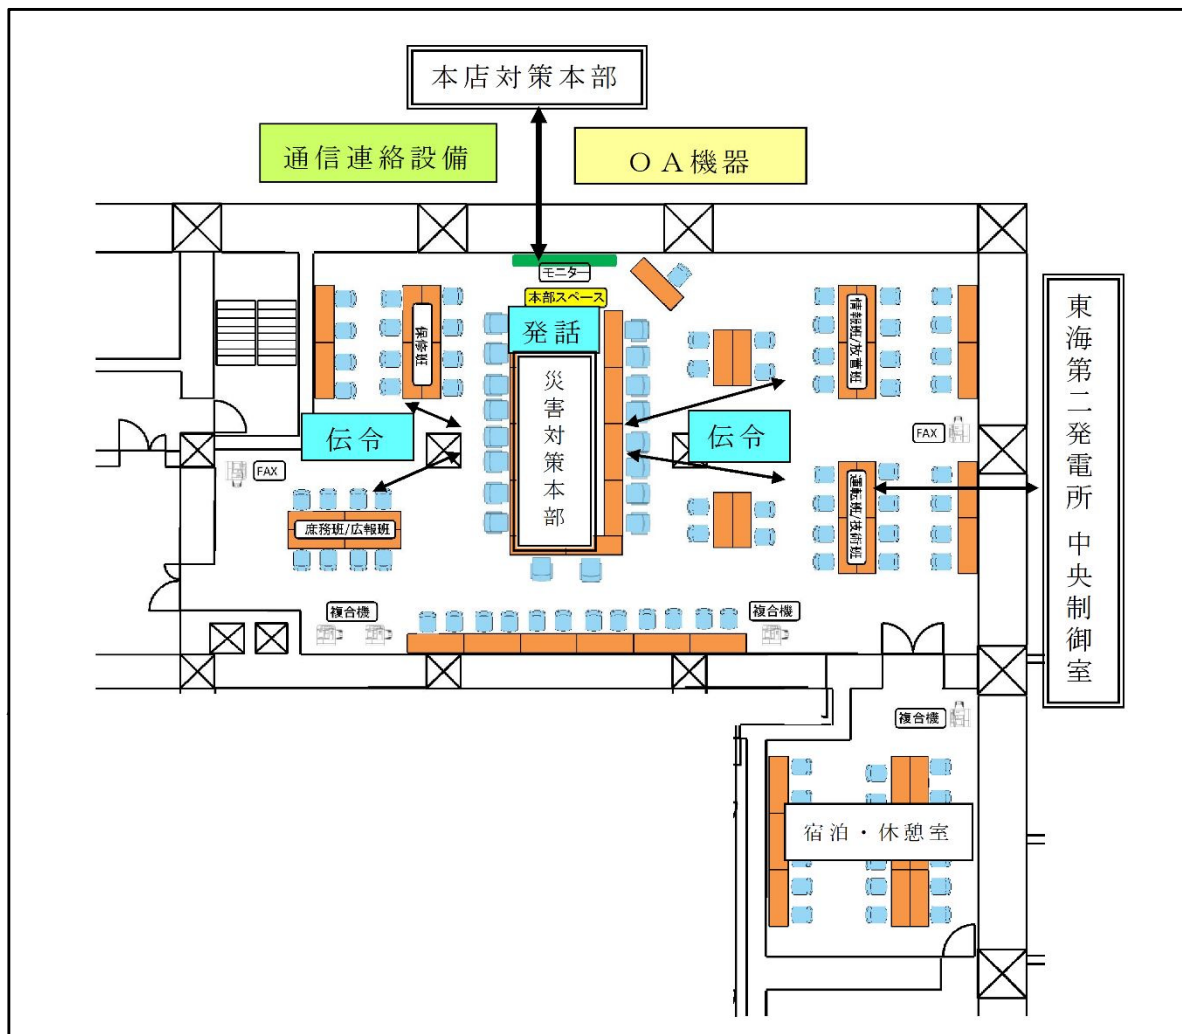 本店対策本部
通信連絡設備
OA機器
モニター
本部スペース
発話
災害対策本部
保修班
情報班/放管班
伝令
伝令
FAX
FAX
庶務班/広報班
運転班/技術班
東海第二発電所 中央制御室
複合機
複合機
複合機
宿泊・休憩室